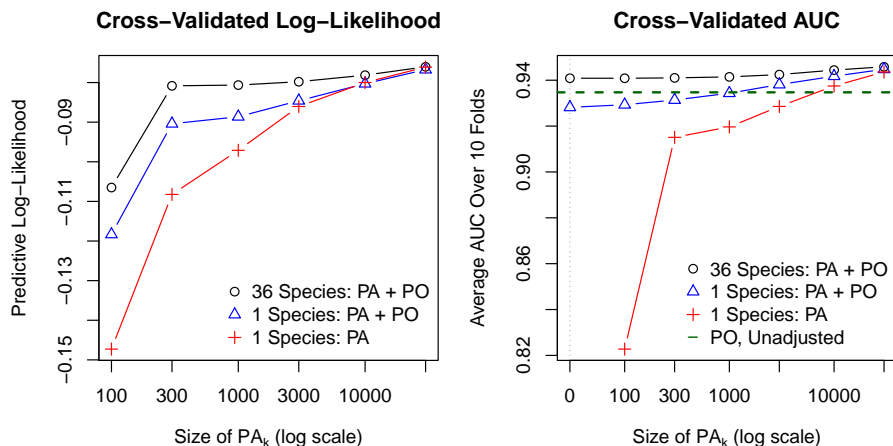 Cross−Validated Log−Likelihood
Predictive Log−Likelihood
−0.09
−0.11
−0.13
−0.15
36 Species: PA + PO
1 Species: PA + PO
1 Species: PA
100 300 1000 3000 10000
Size of PAk (log scale)
Cross−Validated AUC
Average AUC Over 10 Folds
0.94
0.90
0.86
0.82
36 Species: PA + PO
1 Species: PA + PO
1 Species: PA
PO, Unadjusted
0 100 300 1000 10000
Size of PAk (log scale)